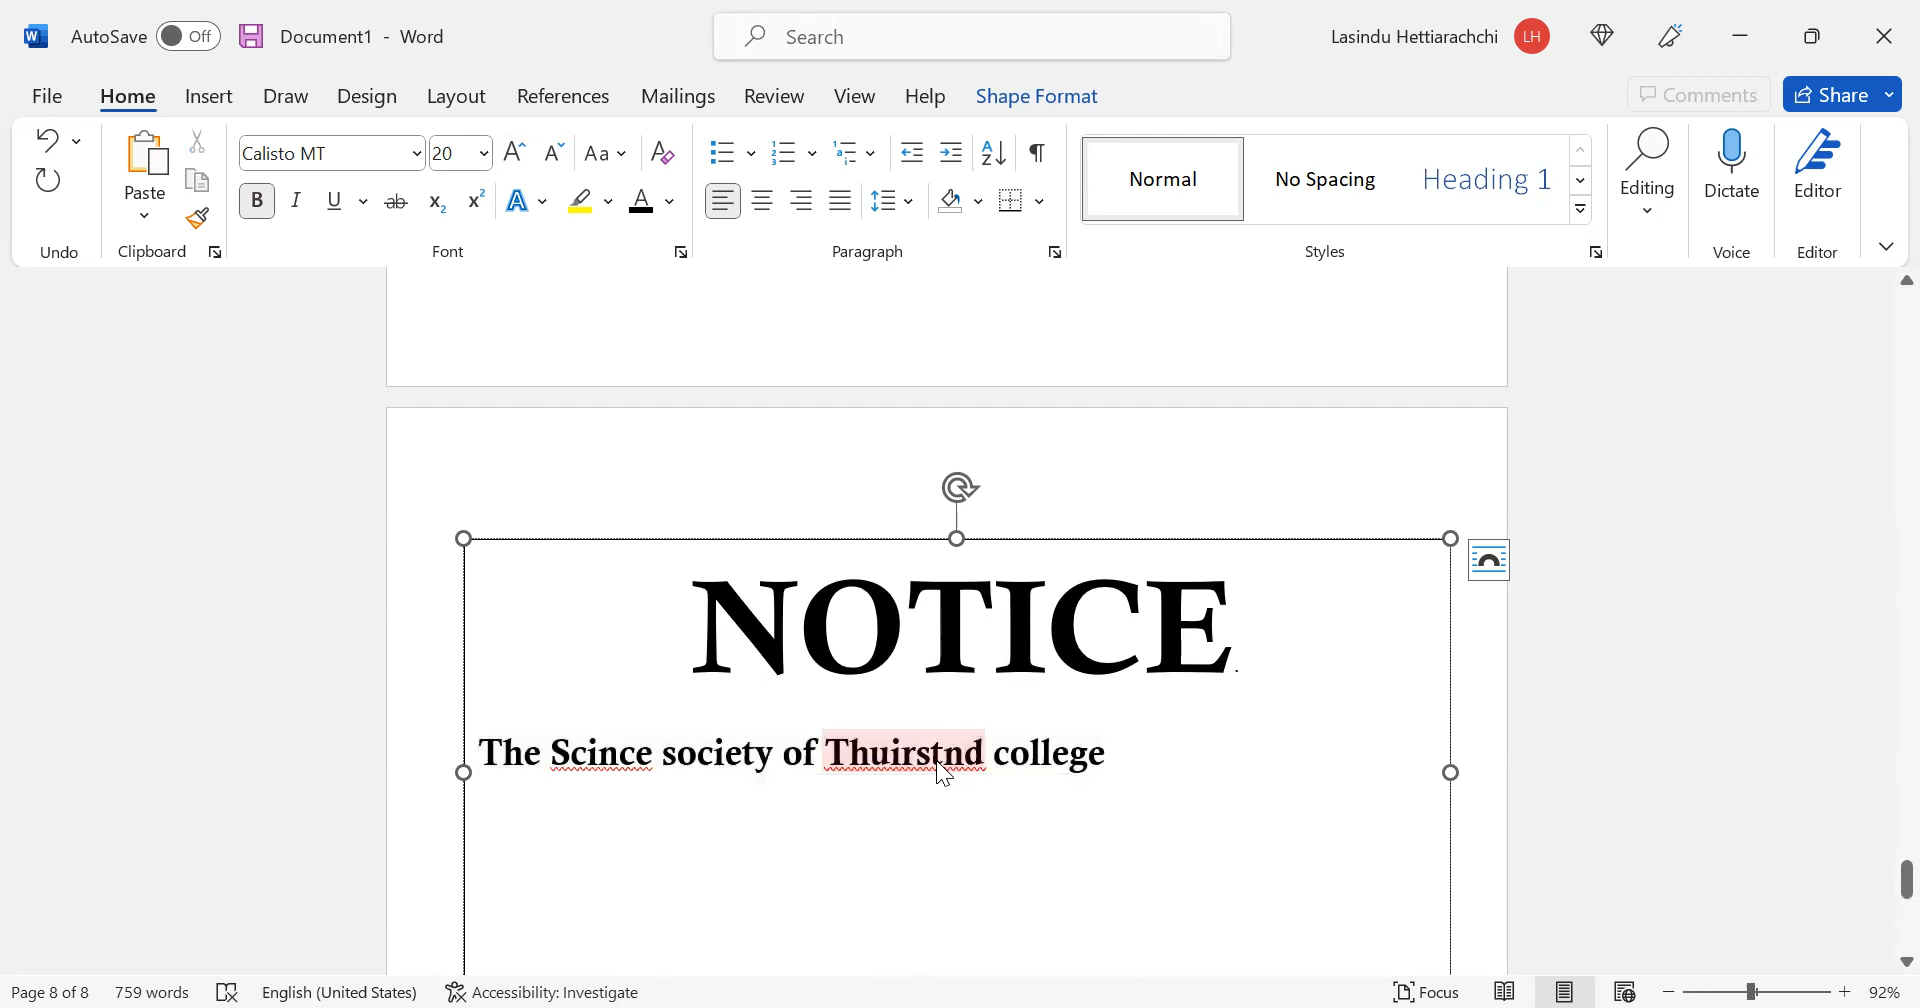 AutoSave Off Document1 - Word Search Lasindu Hettiarachchi LH
File Home Insert Draw Design Layout References Mailings Review View Help Shape Format Comments Share
Calisto MT 20 Aa
Paste Normal No Spacing Heading 1 Editing Dictate Editor
Undo Clipboard Font Paragraph Styles Voice Editor
NOTICE.
The Scince society of Thuirstnd college
Page 8 of 8 759 words English (United States) Accessibility: Investigate Focus 92%